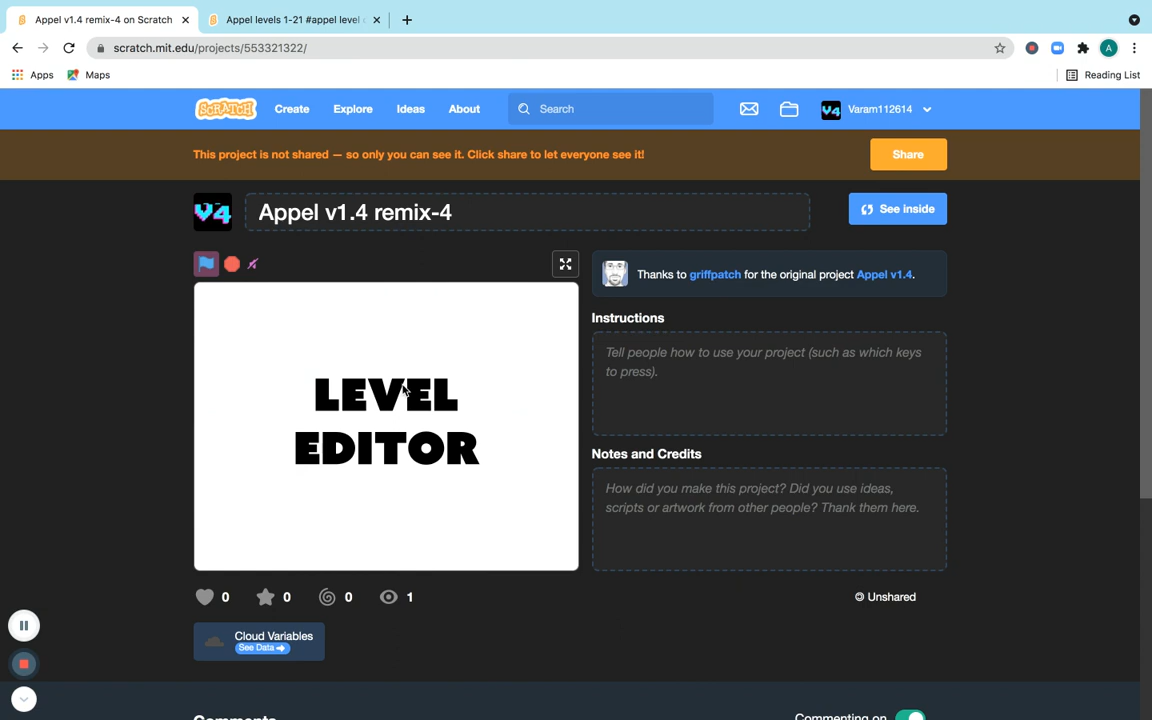 Appel v1.4 remix-4 on Scratch
Appel levels 1-21 #appel level
scratch.mit.edu/projects/553321322/
A
Apps
Maps
Reading List
SCRATCH
Create
Explore
Ideas
About
Search
V4
Varam112614
This project is not shared — so only you can see it. Click share to let everyone see it!
Share
V4
Appel v1.4 remix-4
See inside
Thanks to griffpatch for the original project Appel v1.4.
Instructions
Tell people how to use your project (such as which keys
to press).
LEVEL
EDITOR
Notes and Credits
How did you make this project? Did you use ideas,
scripts or artwork from other people? Thank them here.
0
0
0
1
Unshared
Cloud Variables
See Data
Comments
Commenting on